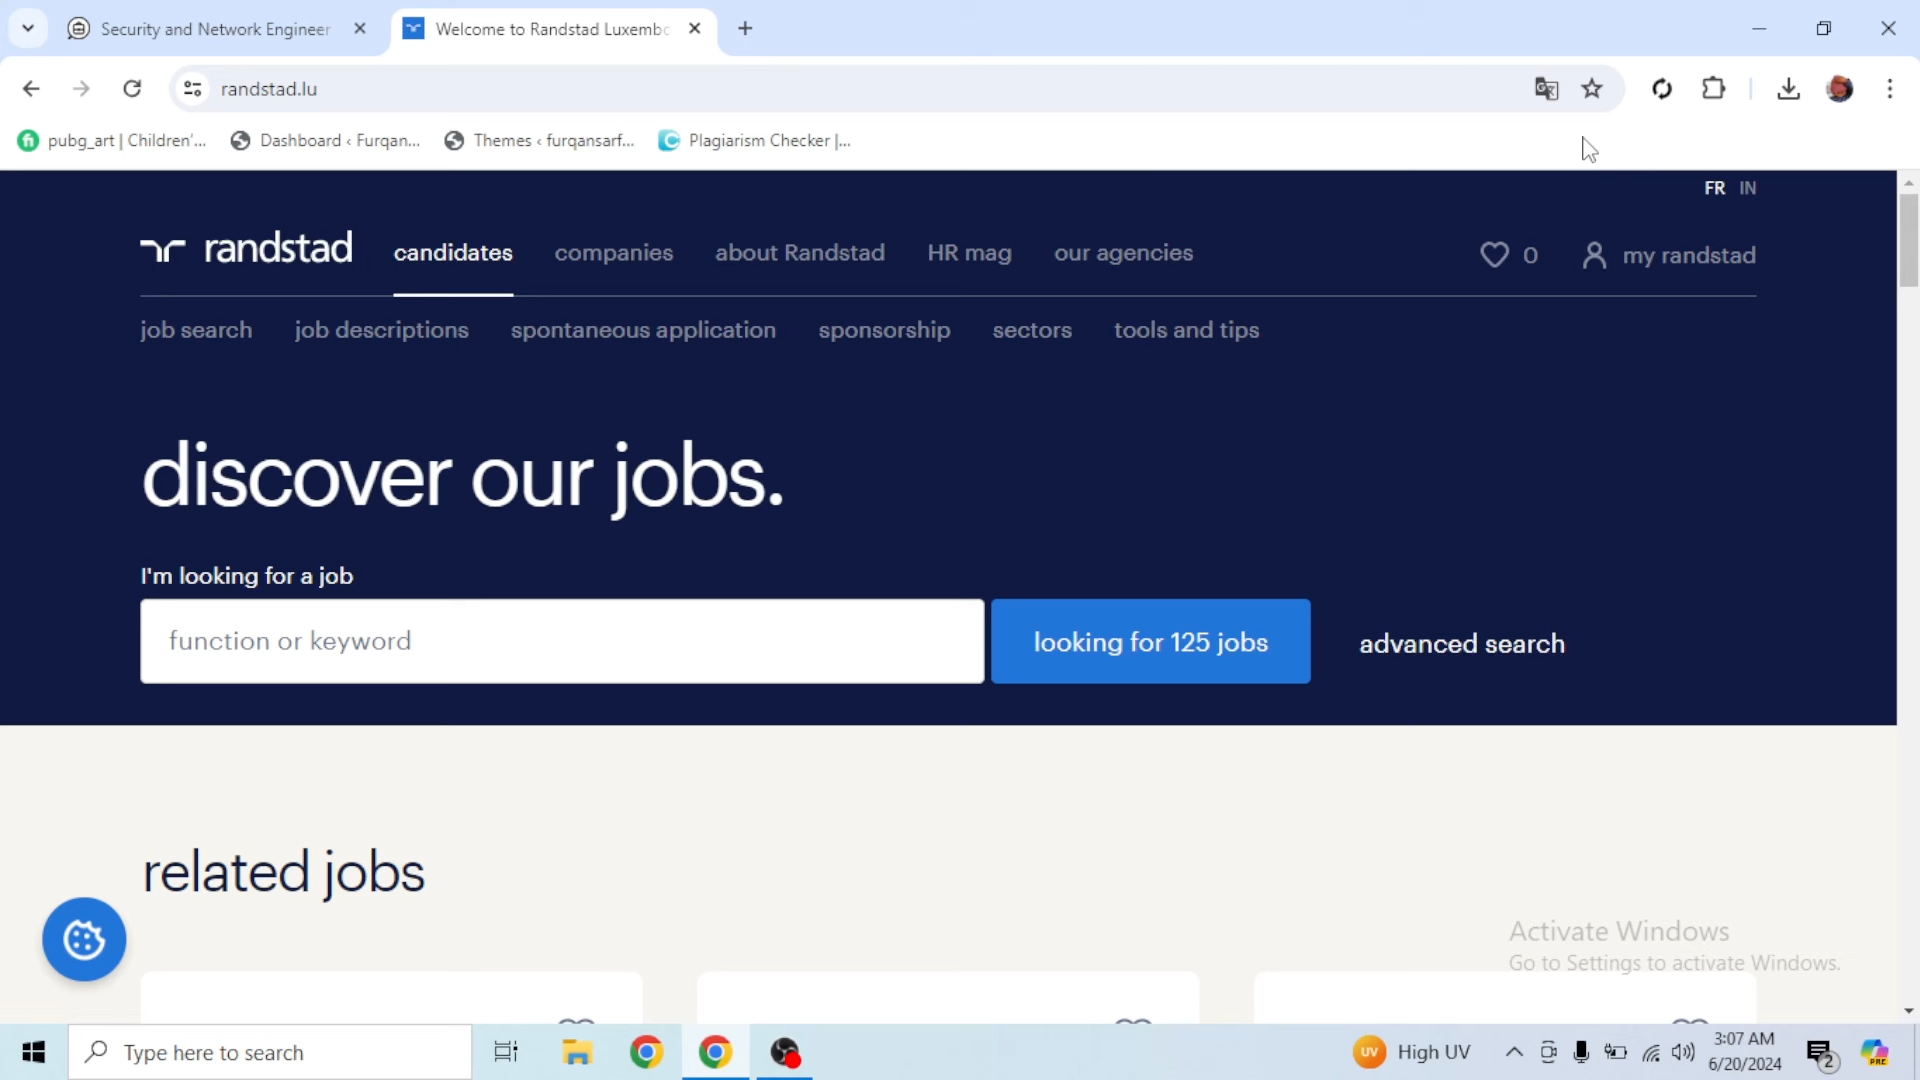 Security and Network Engineer
Welcome to Randstad Luxembo
randstad.lu
pubg_art | Children'...
Dashboard ‹ Furqan...
Themes ‹ furqansarf...
Plagiarism Checker |...
FR IN
randstad
candidates
companies
about Randstad
HR mag
our agencies
0
my randstad
job search
job descriptions
spontaneous application
sponsorship
sectors
tools and tips
discover our jobs.
I'm looking for a job
function or keyword
looking for 125 jobs
advanced search
related jobs
Activate Windows
Go to Settings to activate Windows.
Type here to search
UV
High UV
3:07 AM
6/20/2024
2
PRE